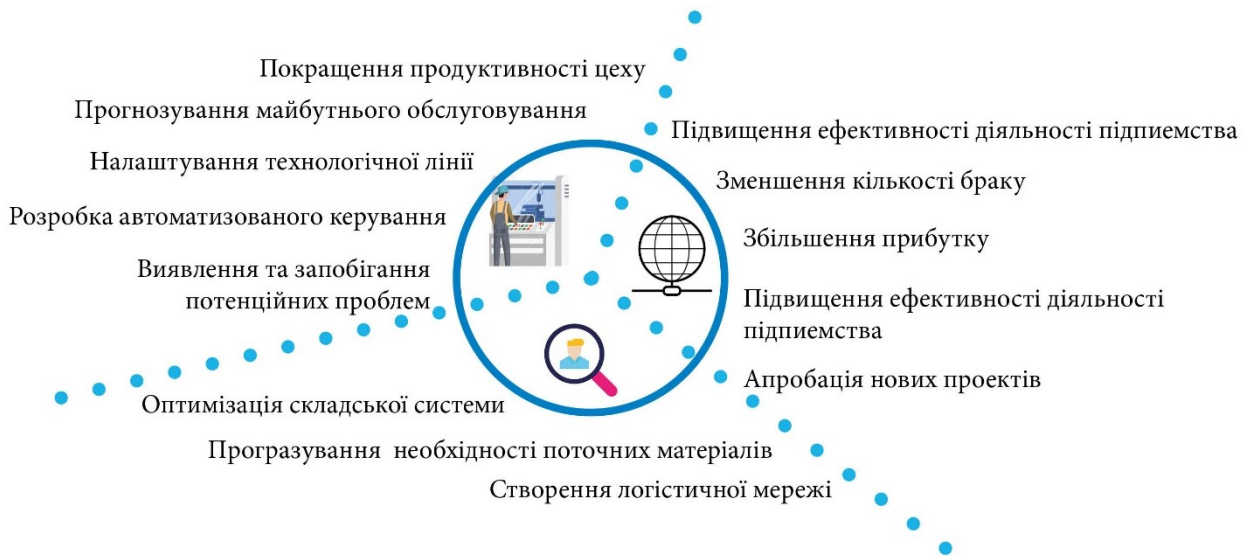 Покращення продуктивності цеху
Прогнозування майбутнього обслуговування
Налаштування технологічної лінії
Розробка автоматизованого керування
Виявлення та запобігання
потенційних проблем
Підвищення ефективності діяльності підпиемства
Зменшення кількості браку
Збільшення прибутку
Підвищення ефективності діяльності
підпиемства
Апробація нових проектів
Оптимізація складської системи
Програзування необхідності поточних матеріалів
Створення логістичної мережі